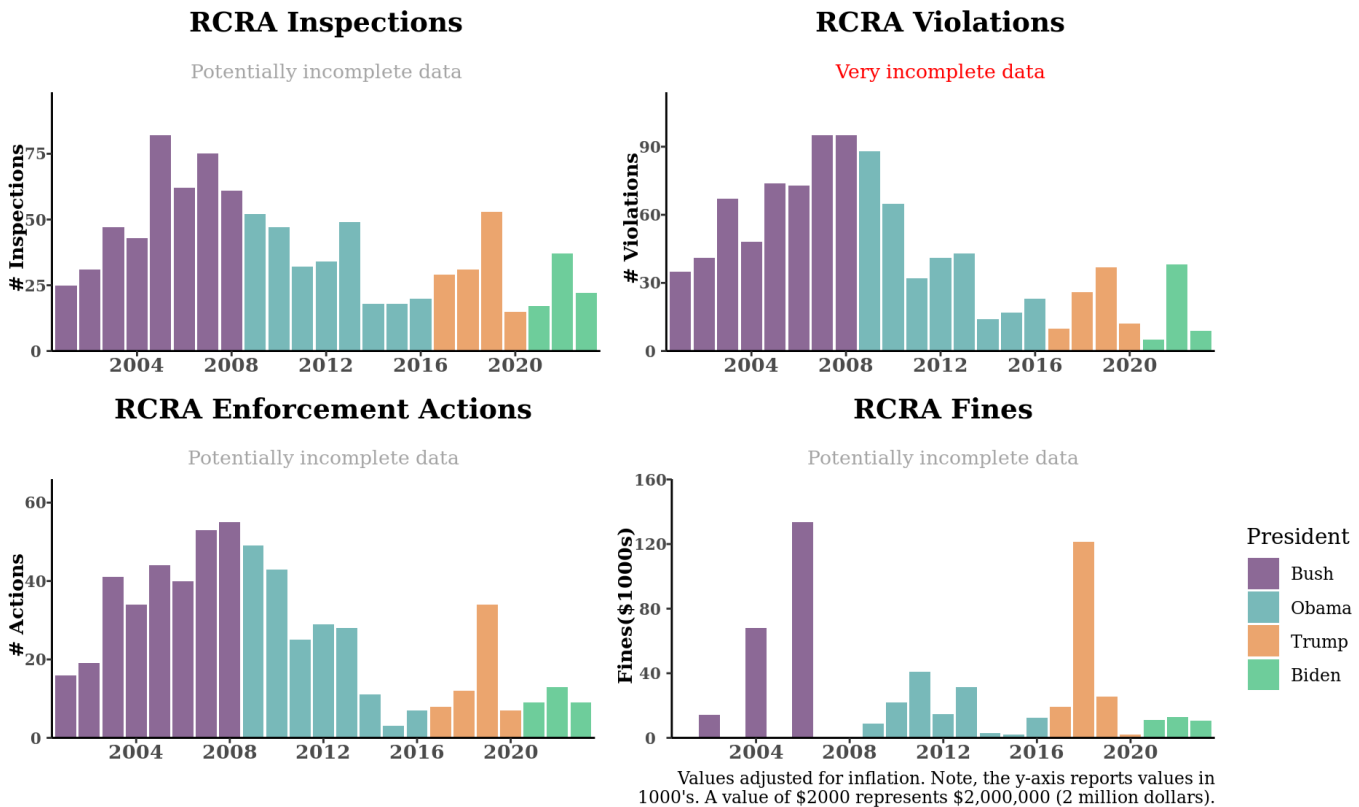 RCRA Inspections
Potentially incomplete data
# Inspections
75
50
25
0
2004 2008 2012 2016 2020
RCRA Violations
Very incomplete data
# Violations
90
60
30
0
2004 2008 2012 2016 2020
RCRA Enforcement Actions
Potentially incomplete data
# Actions
60
40
20
0
2004 2008 2012 2016 2020
RCRA Fines
Potentially incomplete data
Fines($1000s)
160
120
80
40
0
2004 2008 2012 2016 2020
President
Bush
Obama
Trump
Biden
Values adjusted for inflation. Note, the y-axis reports values in
1000's. A value of $2000 represents $2,000,000 (2 million dollars).